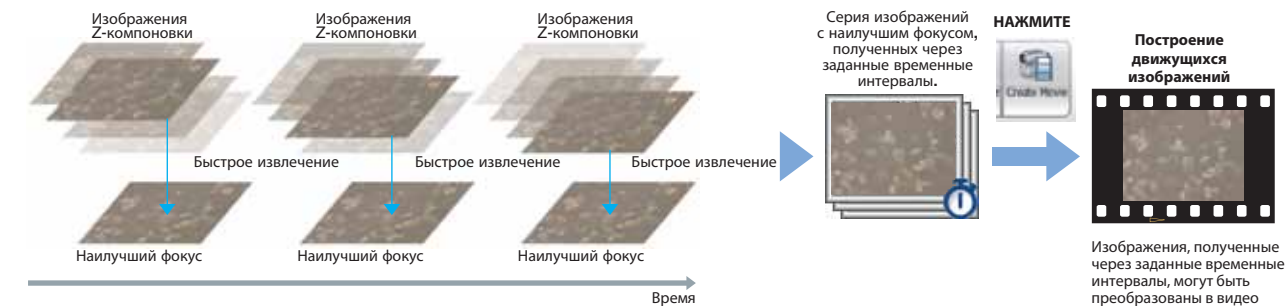 Изображения
Z-компоновки
Изображения
Z-компоновки
Изображения
Z-компоновки
Быстрое извлечение
Быстрое извлечение
Быстрое извлечение
Наилучший фокус
Наилучший фокус
Наилучший фокус
Время
Серия изображений
с наилучшим фокусом,
полученных через
заданные временные
интервалы.
НАЖМИТЕ
Create Move
Построение
движущихся
изображений
Изображения, полученные
через заданные временные
интервалы, могут быть
преобразованы в видео